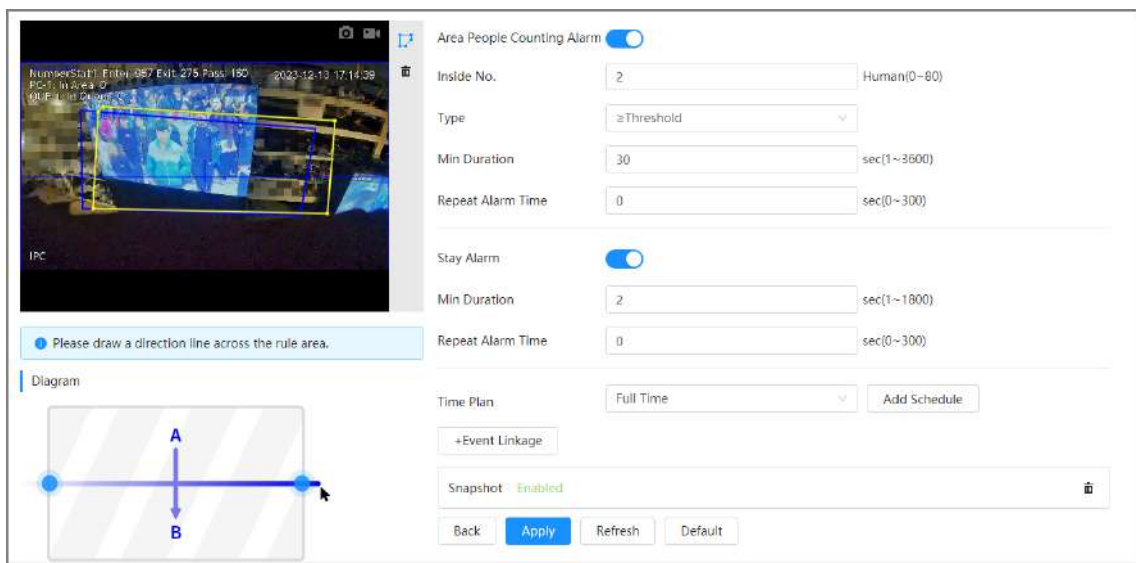 NumberStat1: Enter: 967 Exit: 275 Pass: 160
2023-12-13 17:14:39
PC-1: In Area: 0
IPC
Please draw a direction line across the rule area.
Diagram
A
B
Area People Counting Alarm
Inside No. 2 Human(0~80)
Type ≥Threshold
Min Duration 30 sec(1~3600)
Repeat Alarm Time 0 sec(0~300)
Stay Alarm
Min Duration 2 sec(1~1800)
Repeat Alarm Time 0 sec(0~300)
Time Plan Full Time Add Schedule
+Event Linkage
Snapshot Enabled
Back Apply Refresh Default